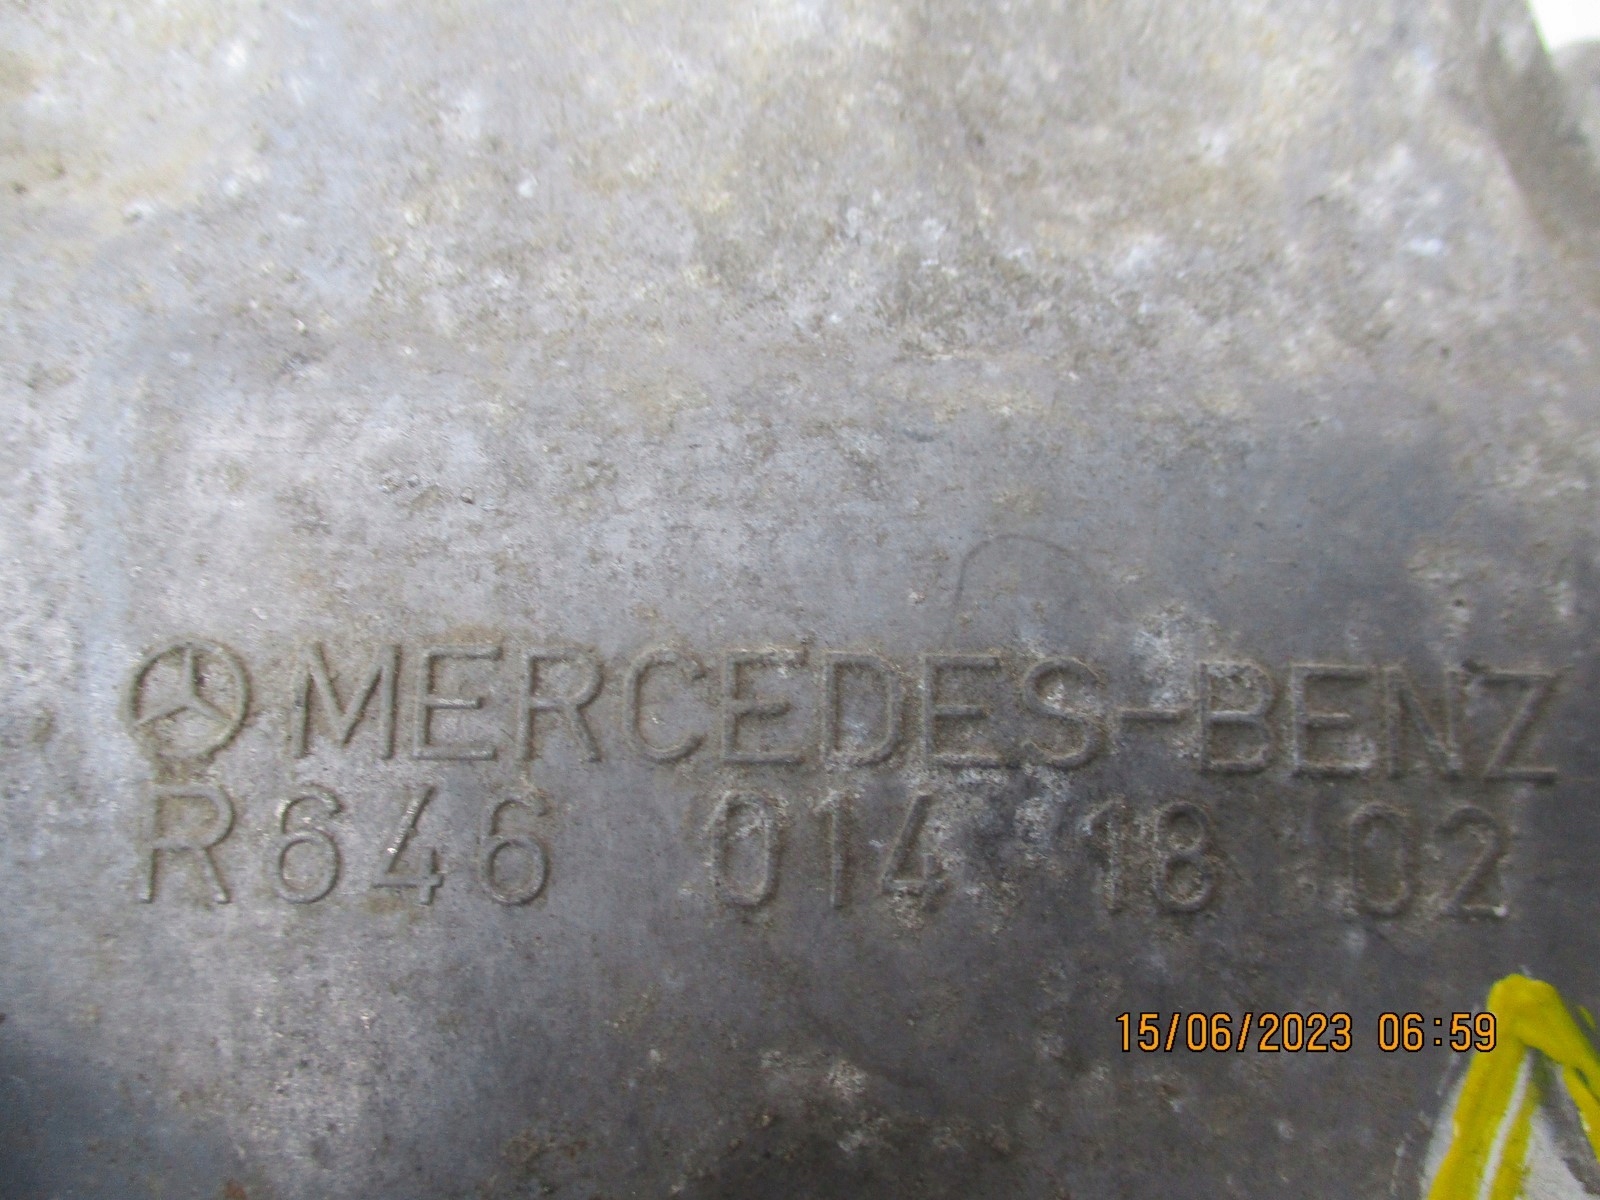 MERCEDES-BENZ
R646 014 18 02
15/06/2023 06:59